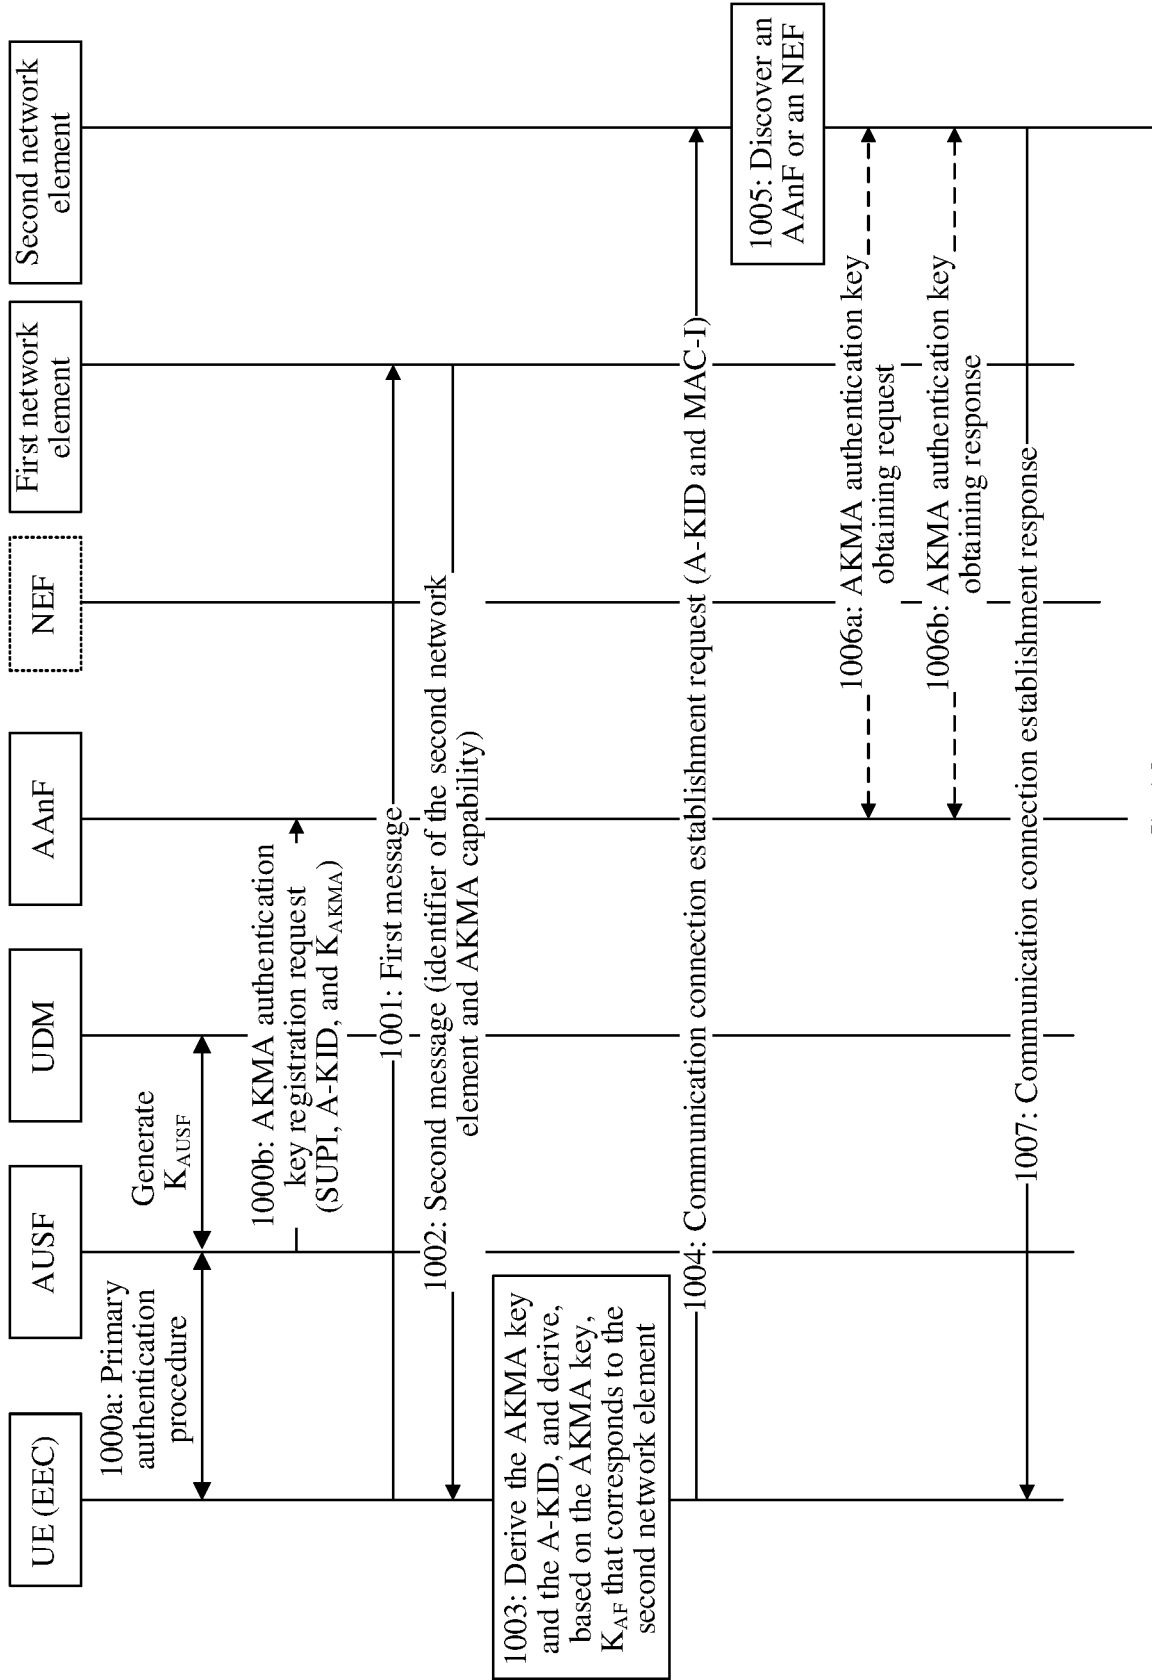 UE (EEC)
AUSF
UDM
AAnF
NEF
First network
element
Second network
element
1000a: Primary
authentication
procedure
Generate
KAUSF
1000b: AKMA authentication
key registration request
(SUPI, A-KID, and KAKMA)
1001: First message
1002: Second message (identifier of the second network
element and AKMA capability)
1003: Derive the AKMA key
and the A-KID, and derive,
based on the AKMA key,
KAF that corresponds to the
second network element
1004: Communication connection establishment request (A-KID and MAC-I)
1005: Discover an
AAnF or an NEF
1006a: AKMA authentication key
obtaining request
1006b: AKMA authentication key
obtaining response
1007: Communication connection establishment response